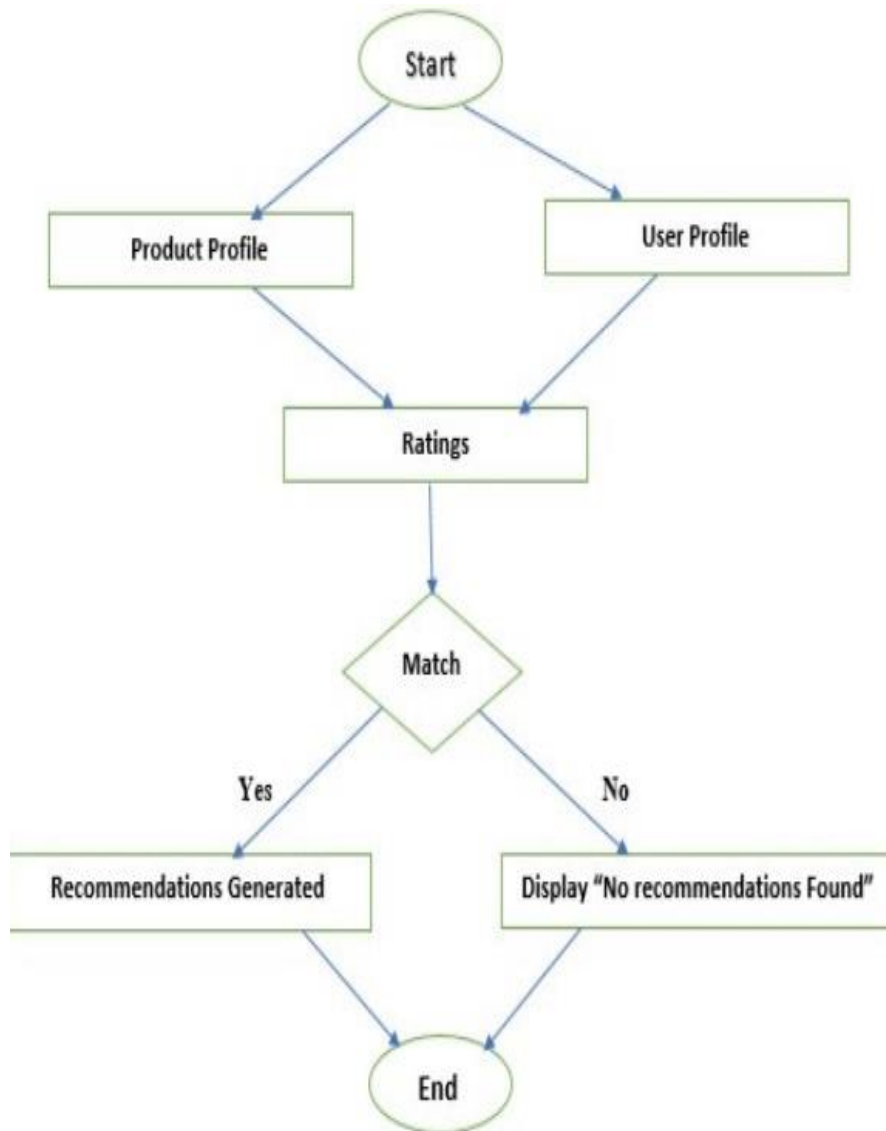 Start
Product Profile
User Profile
Ratings
Match
Yes
No
Recommendations Generated
Display “No recommendations Found”
End